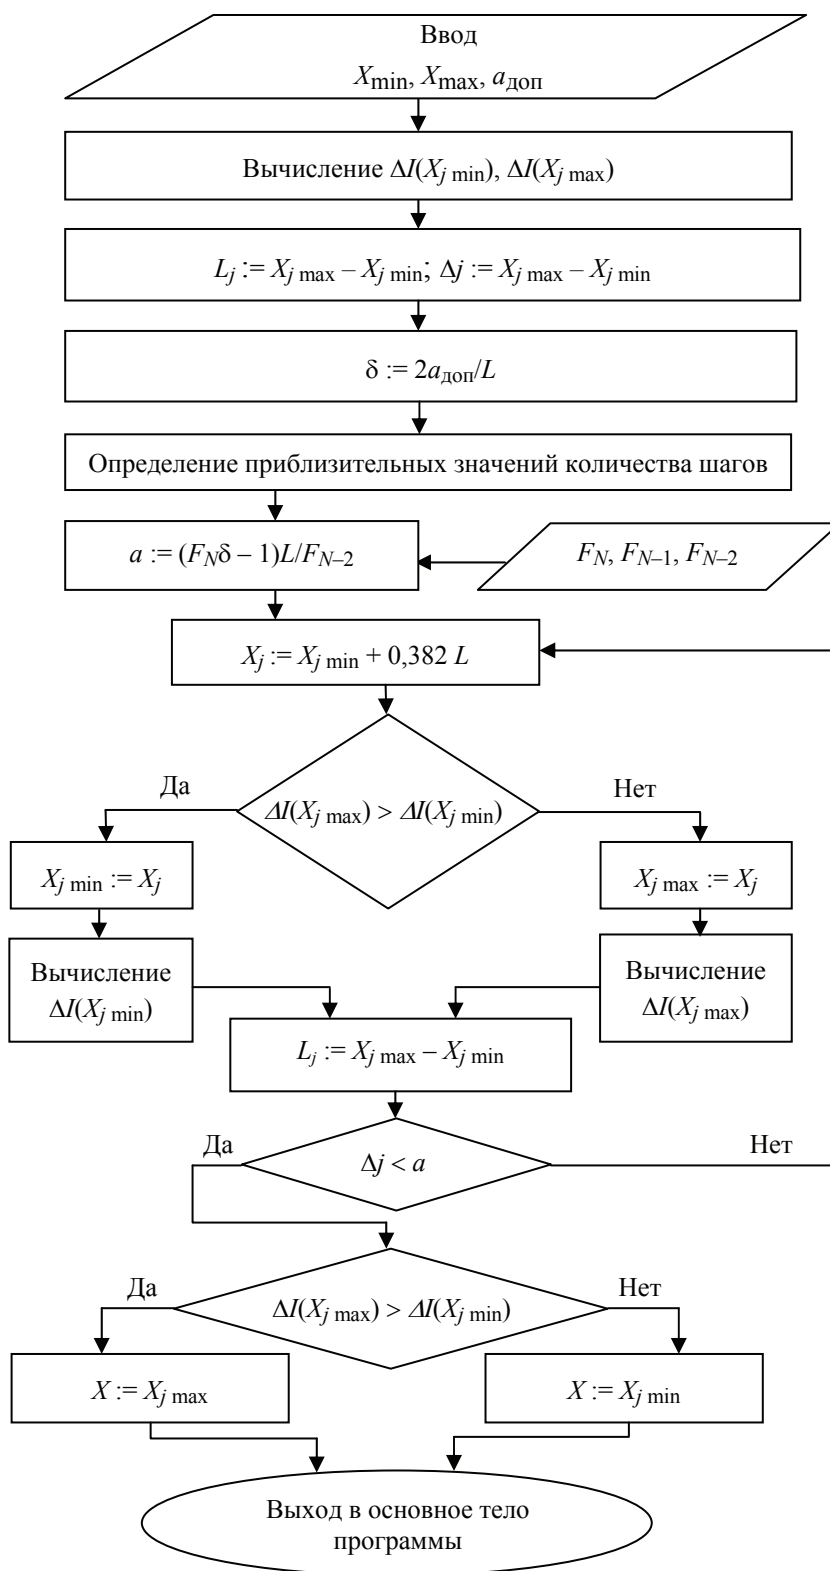 Ввод
Xmin, Xmax, aдоп
Вычисление ΔI(Xj min), ΔI(Xj max)
Lj := Xj max – Xj min; Δj := Xj max – Xj min
δ := 2aдоп/L
Определение приблизительных значений количества шагов
a := (FNδ – 1)L/FN–2
FN, FN–1, FN–2
Xj := Xj min + 0,382 L
Да
Нет
ΔI(Xj max) > ΔI(Xj min)
Xj min := Xj
Xj max := Xj
Вычисление
ΔI(Xj min)
Вычисление
ΔI(Xj max)
Lj := Xj max – Xj min
Да
Нет
Δj < a
Да
Нет
ΔI(Xj max) > ΔI(Xj min)
X := Xj max
X := Xj min
Выход в основное тело
программы